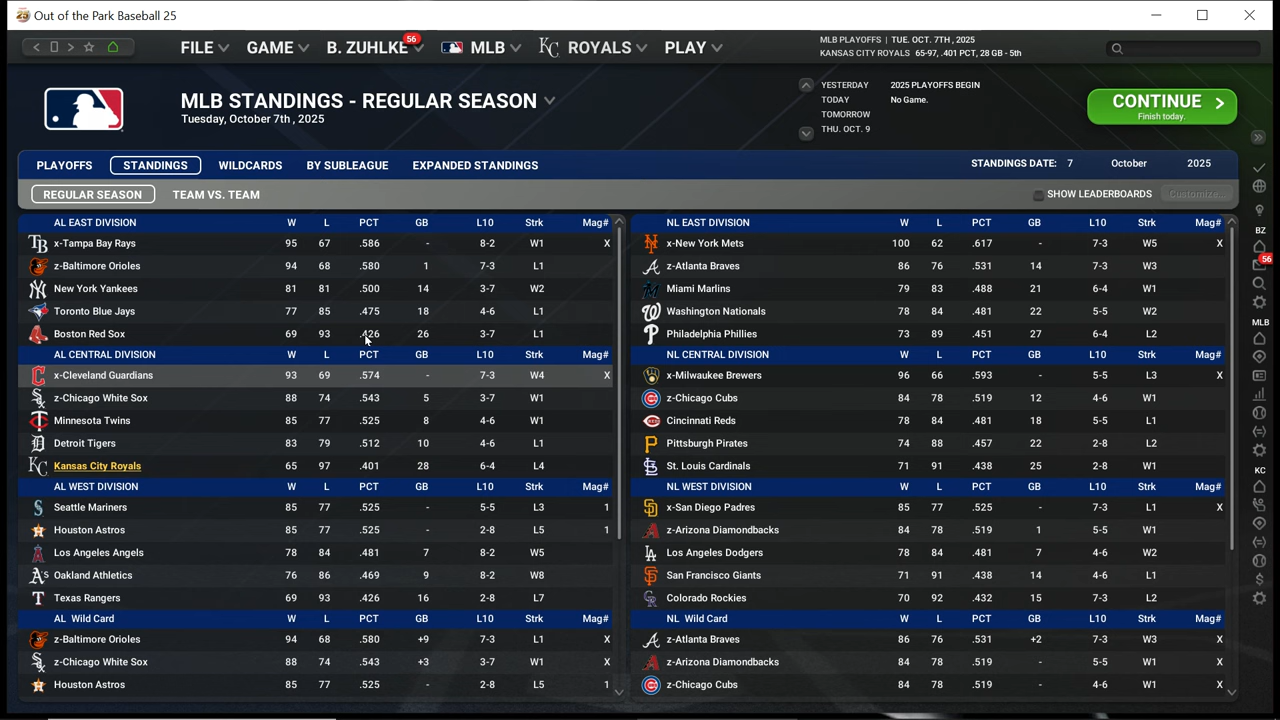 Out of the Park Baseball 25
FILE GAME B. ZUHLKE 56 MLB ROYALS PLAY
MLB PLAYOFFS | TUE. OCT. 7TH , 2025
KANSAS CITY ROYALS 65-97, .401 PCT, 28 GB - 5th
MLB STANDINGS - REGULAR SEASON
Tuesday, October 7th , 2025
YESTERDAY 2025 PLAYOFFS BEGIN
TODAY No Game.
TOMORROW
THU. OCT. 9
CONTINUE
Finish today.
PLAYOFFS STANDINGS WILDCARDS BY SUBLEAGUE EXPANDED STANDINGS STANDINGS DATE: 7 October 2025
REGULAR SEASON TEAM VS. TEAM SHOW LEADERBOARDS Customize...
AL EAST DIVISION W L PCT GB L10 Strk Mag#
x-Tampa Bay Rays 95 67 .586 - 8-2 W1 X
z-Baltimore Orioles 94 68 .580 1 7-3 L1
New York Yankees 81 81 .500 14 3-7 W2
Toronto Blue Jays 77 85 .475 18 4-6 L1
Boston Red Sox 69 93 .426 26 3-7 L1
AL CENTRAL DIVISION W L PCT GB L10 Strk Mag#
x-Cleveland Guardians 93 69 .574 - 7-3 W4 X
z-Chicago White Sox 88 74 .543 5 3-7 W1
Minnesota Twins 85 77 .525 8 4-6 W1
Detroit Tigers 83 79 .512 10 4-6 L1
Kansas City Royals 65 97 .401 28 6-4 L4
AL WEST DIVISION W L PCT GB L10 Strk Mag#
Seattle Mariners 85 77 .525 - 5-5 L3 1
Houston Astros 85 77 .525 - 2-8 L5 1
Los Angeles Angels 78 84 .481 7 8-2 W5
Oakland Athletics 76 86 .469 9 8-2 W8
Texas Rangers 69 93 .426 16 2-8 L7
AL Wild Card W L PCT GB L10 Strk Mag#
z-Baltimore Orioles 94 68 .580 +9 7-3 L1 X
z-Chicago White Sox 88 74 .543 +3 3-7 W1 X
Houston Astros 85 77 .525 - 2-8 L5 1
NL EAST DIVISION W L PCT GB L10 Strk Mag#
x-New York Mets 100 62 .617 - 7-3 W5 X
z-Atlanta Braves 86 76 .531 14 7-3 W3
Miami Marlins 79 83 .488 21 6-4 W1
Washington Nationals 78 84 .481 22 5-5 W2
Philadelphia Phillies 73 89 .451 27 6-4 L2
NL CENTRAL DIVISION W L PCT GB L10 Strk Mag#
x-Milwaukee Brewers 96 66 .593 - 5-5 L3 X
z-Chicago Cubs 84 78 .519 12 4-6 W1
Cincinnati Reds 78 84 .481 18 5-5 L1
Pittsburgh Pirates 74 88 .457 22 2-8 L2
St. Louis Cardinals 71 91 .438 25 2-8 W1
NL WEST DIVISION W L PCT GB L10 Strk Mag#
x-San Diego Padres 85 77 .525 - 7-3 L1 X
z-Arizona Diamondbacks 84 78 .519 1 5-5 W1
Los Angeles Dodgers 78 84 .481 7 4-6 W2
San Francisco Giants 71 91 .438 14 4-6 L1
Colorado Rockies 70 92 .432 15 7-3 L2
NL Wild Card W L PCT GB L10 Strk Mag#
z-Atlanta Braves 86 76 .531 +2 7-3 W3 X
z-Arizona Diamondbacks 84 78 .519 - 5-5 W1 X
z-Chicago Cubs 84 78 .519 - 4-6 W1 X
BZ
56
MLB
KC